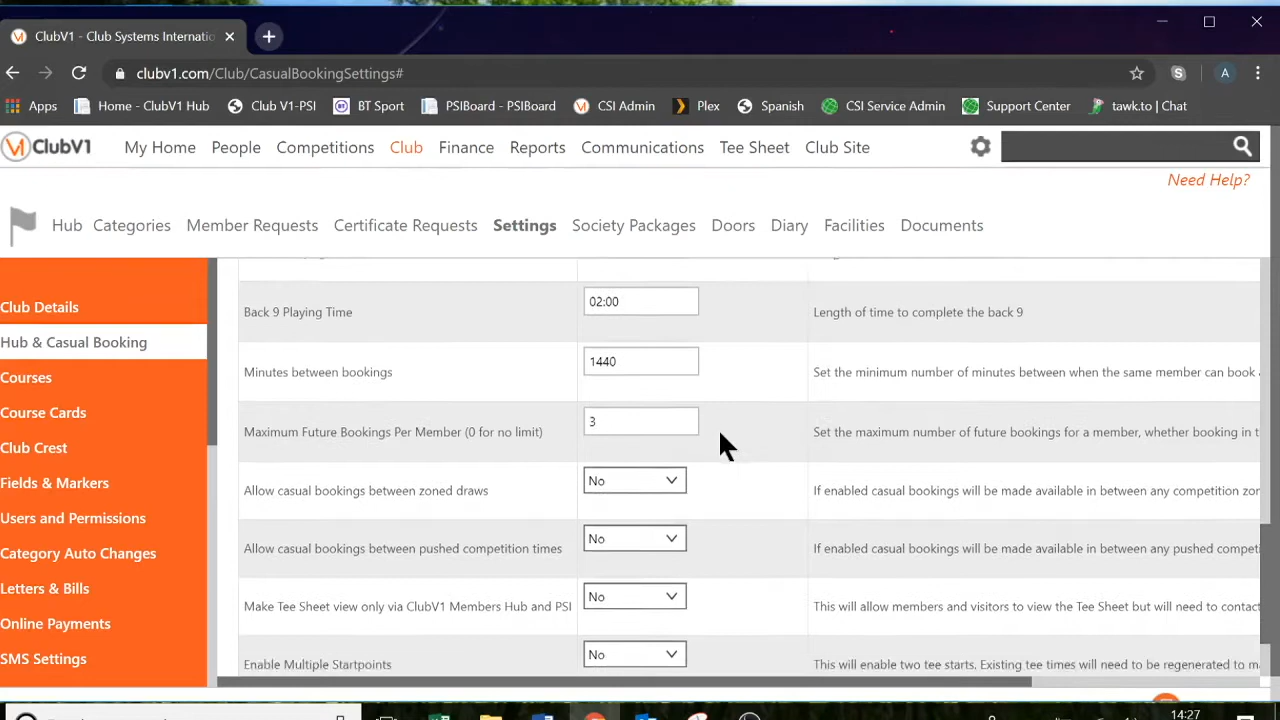 ClubV1 - Club Systems Internatio
clubv1.com/Club/CasualBookingSettings#
A
Apps Home - ClubV1 Hub Club V1-PSI BT Sport PSIBoard - PSIBoard CSI Admin Plex Spanish CSI Service Admin Support Center tawk.to | Chat
V1 ClubV1 My Home People Competitions Club Finance Reports Communications Tee Sheet Club Site
Need Help?
Hub Categories Member Requests Certificate Requests Settings Society Packages Doors Diary Facilities Documents
Club Details
Hub & Casual Booking
Courses
Course Cards
Club Crest
Fields & Markers
Users and Permissions
Category Auto Changes
Letters & Bills
Online Payments
SMS Settings
Back 9 Playing Time 02:00 Length of time to complete the back 9
Minutes between bookings 1440 Set the minimum number of minutes between when the same member can book
Maximum Future Bookings Per Member (0 for no limit) 3 Set the maximum number of future bookings for a member, whether booking in t
Allow casual bookings between zoned draws No If enabled casual bookings will be made available in between any competition zon
Allow casual bookings between pushed competition times No If enabled casual bookings will be made available in between any pushed competi
Make Tee Sheet view only via ClubV1 Members Hub and PSI No This will allow members and visitors to view the Tee Sheet but will need to contact
Enable Multiple Startpoints No This will enable two tee starts. Existing tee times will need to be regenerated to m
14:27